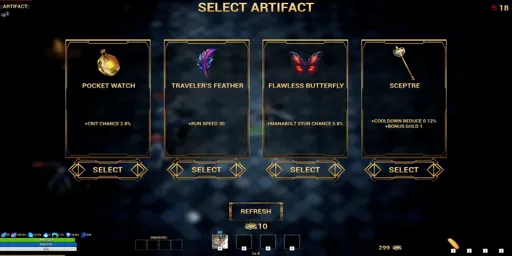 ARTIFACT:
SELECT ARTIFACT
18
POCKET WATCH
+CRIT CHANCE 2.8%
SELECT
TRAVELER'S FEATHER
+RUN SPEED 30
SELECT
FLAWLESS BUTTERFLY
+MANABOLT STUN CHANCE 5.8%
SELECT
SCEPTRE
+COOLDOWN REDUCE 0.12%
+BONUS GOLD 1
SELECT
REFRESH
10
PASSIVE:
299